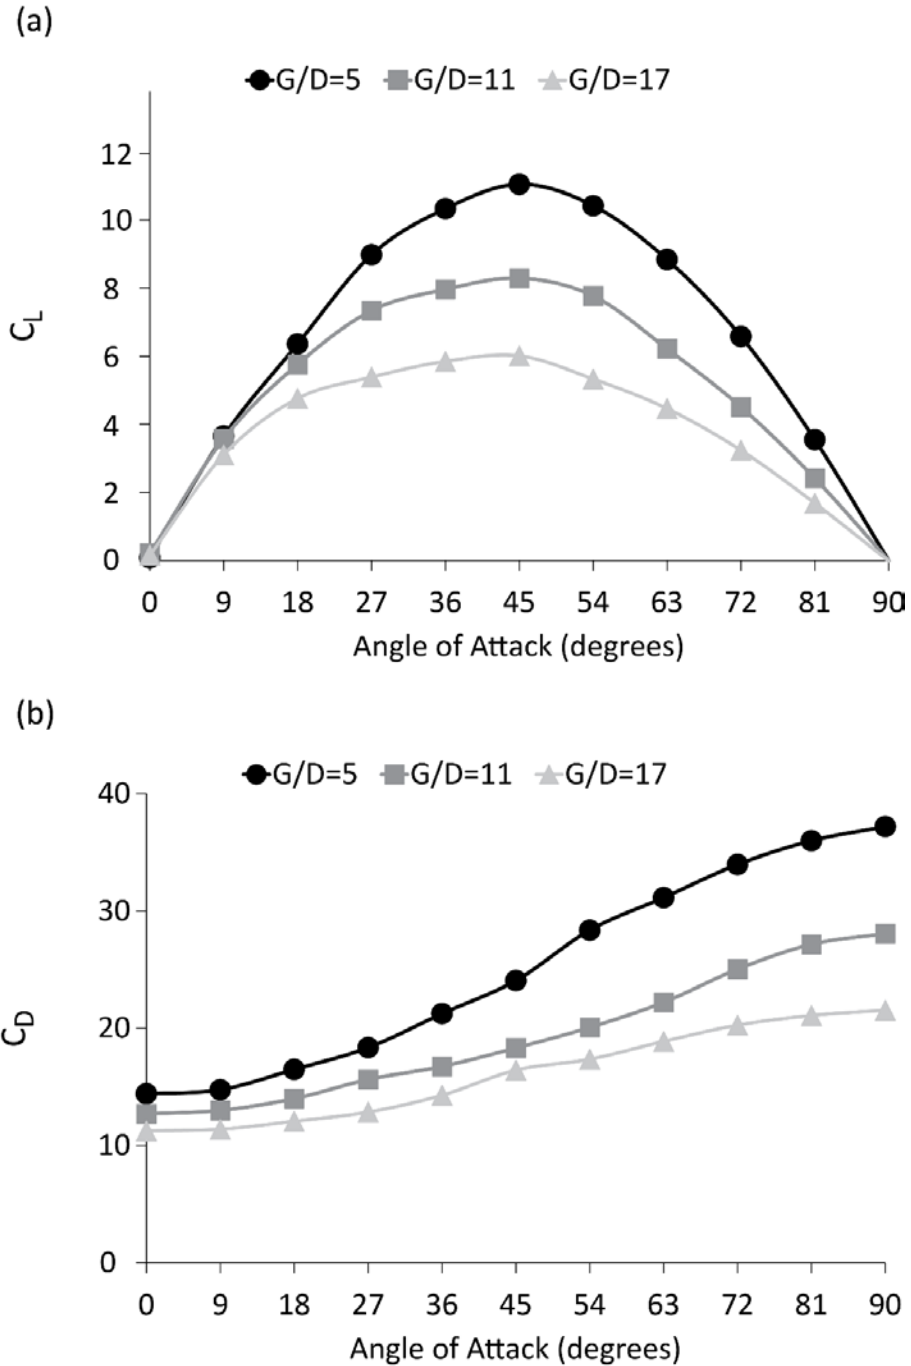 (a)
G/D=5 G/D=11 G/D=17
12
10
8
6
4
2
0
C_L
0 9 18 27 36 45 54 63 72 81 90
Angle of Attack (degrees)
(b)
G/D=5 G/D=11 G/D=17
40
30
20
10
0
C_D
0 9 18 27 36 45 54 63 72 81 90
Angle of Attack (degrees)